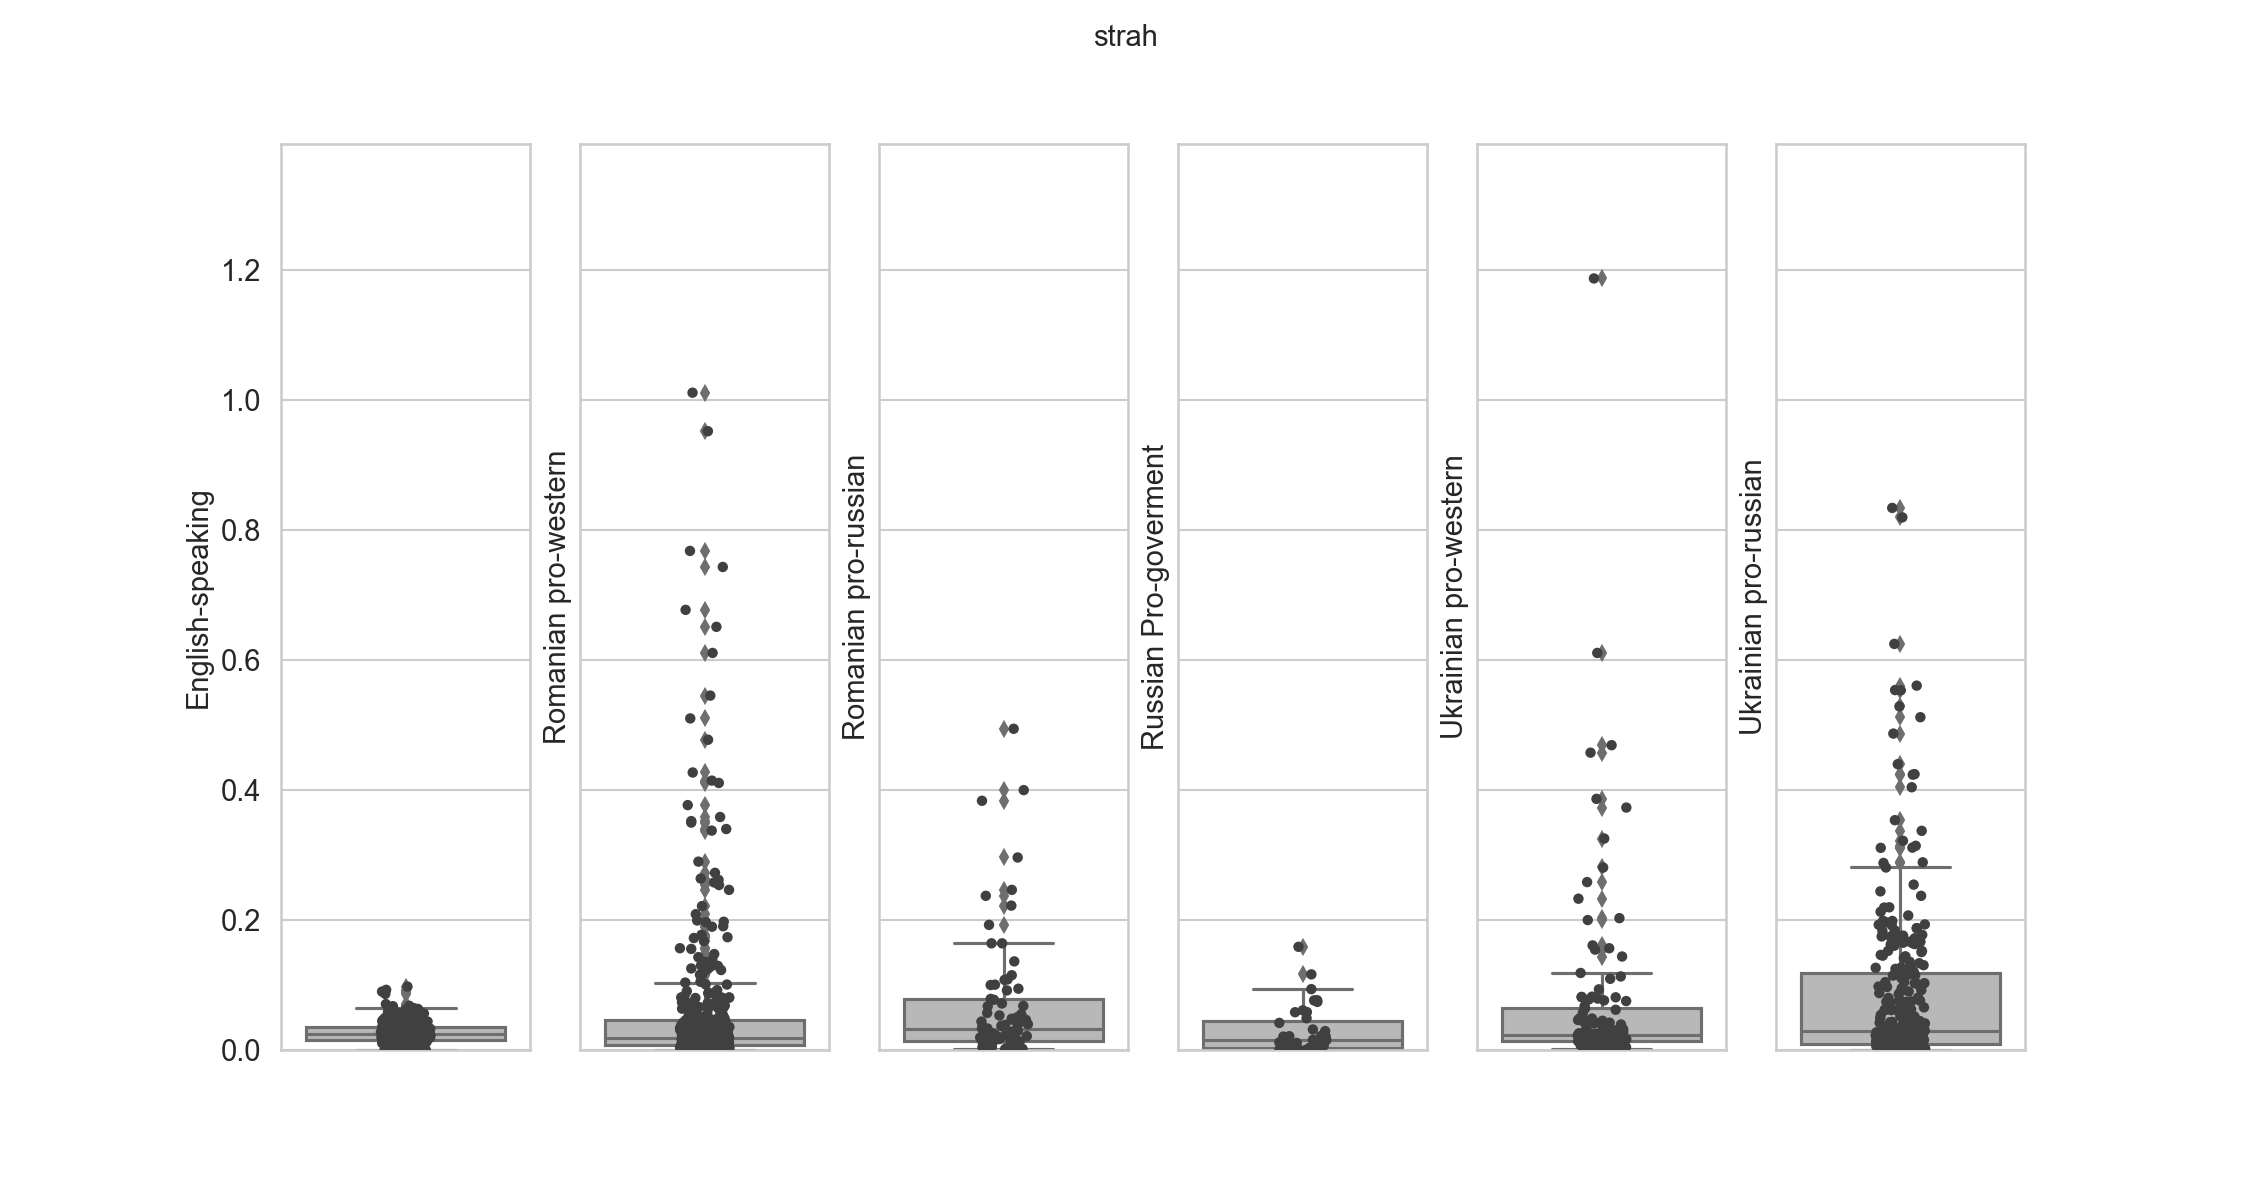 strah
1.2
1.0
0.8
0.6
0.4
0.2
0.0
English-speaking
Romanian pro-western
Romanian pro-russian
Russian Pro-goverment
Ukrainian pro-western
Ukrainian pro-russian